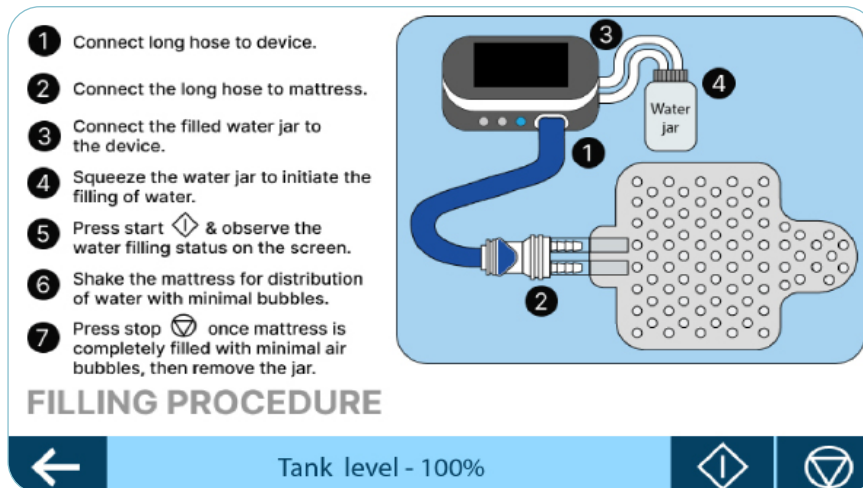 1 Connect long hose to device.
2 Connect the long hose to mattress.
3 Connect the filled water jar to
the device.
4 Squeeze the water jar to initiate the
filling of water.
5 Press start & observe the
water filling status on the screen.
6 Shake the mattress for distribution
of water with minimal bubbles.
7 Press stop once mattress is
completely filled with minimal air
bubbles, then remove the jar.
FILLING PROCEDURE
3
4
Water
jar
1
2
Tank level - 100%